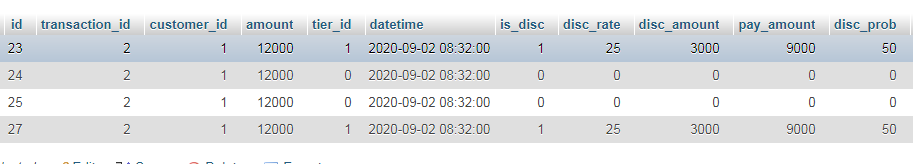 id transaction_id customer_id amount tier_id datetime is_disc disc_rate disc_amount pay_amount disc_prob
23 2 1 12000 1 2020-09-02 08:32:00 1 25 3000 9000 50
24 2 1 12000 0 2020-09-02 08:32:00 0 0 0 0 0
25 2 1 12000 0 2020-09-02 08:32:00 0 0 0 0 0
27 2 1 12000 1 2020-09-02 08:32:00 1 25 3000 9000 50